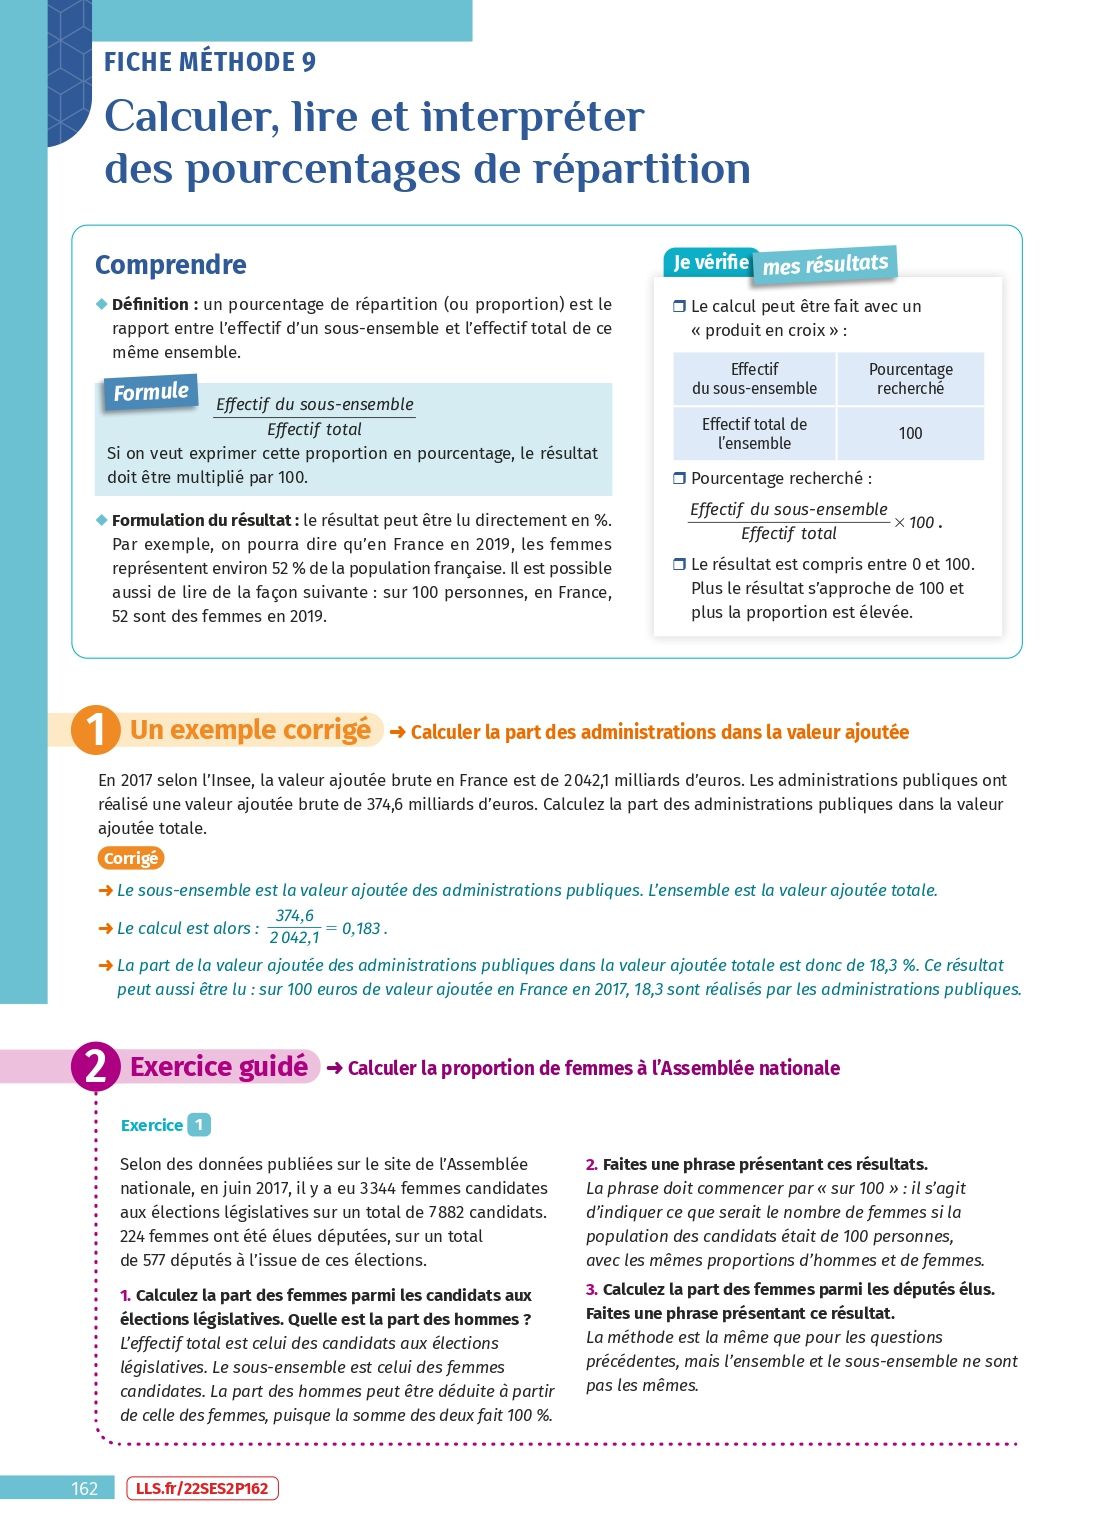 FICHE MÉTHODE 9
Calculer, lire et interpréter
des pourcentages de répartition
Comprendre
◆ Définition : un pourcentage de répartition (ou proportion) est le
rapport entre l’effectif d’un sous-ensemble et l’effectif total de ce
même ensemble.
Formule
Effectif du sous-ensemble
Effectif total
Si on veut exprimer cette proportion en pourcentage, le résultat
doit être multiplié par 100.
◆ Formulation du résultat : le résultat peut être lu directement en %.
Par exemple, on pourra dire qu’en France en 2019, les femmes
représentent environ 52 % de la population française. Il est possible
aussi de lire de la façon suivante : sur 100 personnes, en France,
52 sont des femmes en 2019.
Je vérifie mes résultats
❒ Le calcul peut être fait avec un
« produit en croix » :
Effectif
du sous-ensemble
Pourcentage
recherché
Effectif total de
l’ensemble
100
❒ Pourcentage recherché :
Effectif du sous-ensemble
Effectif total
× 100 .
❒ Le résultat est compris entre 0 et 100.
Plus le résultat s’approche de 100 et
plus la proportion est élevée.
1 Un exemple corrigé ➜ Calculer la part des administrations dans la valeur ajoutée
En 2017 selon l’Insee, la valeur ajoutée brute en France est de 2 042,1 milliards d’euros. Les administrations publiques ont
réalisé une valeur ajoutée brute de 374,6 milliards d’euros. Calculez la part des administrations publiques dans la valeur
ajoutée totale.
Corrigé
➜ Le sous-ensemble est la valeur ajoutée des administrations publiques. L’ensemble est la valeur ajoutée totale.
➜ Le calcul est alors : 374,6 / 2 042,1 = 0,183 .
➜ La part de la valeur ajoutée des administrations publiques dans la valeur ajoutée totale est donc de 18,3 %. Ce résultat
peut aussi être lu : sur 100 euros de valeur ajoutée en France en 2017, 18,3 sont réalisés par les administrations publiques.
2 Exercice guidé ➜ Calculer la proportion de femmes à l’Assemblée nationale
Exercice 1
Selon des données publiées sur le site de l’Assemblée
nationale, en juin 2017, il y a eu 3 344 femmes candidates
aux élections législatives sur un total de 7 882 candidats.
224 femmes ont été élues députées, sur un total
de 577 députés à l’issue de ces élections.
1. Calculez la part des femmes parmi les candidats aux
élections législatives. Quelle est la part des hommes ?
L’effectif total est celui des candidats aux élections
législatives. Le sous-ensemble est celui des femmes
candidates. La part des hommes peut être déduite à partir
de celle des femmes, puisque la somme des deux fait 100 %.
2. Faites une phrase présentant ces résultats.
La phrase doit commencer par « sur 100 » : il s’agit
d’indiquer ce que serait le nombre de femmes si la
population des candidats était de 100 personnes,
avec les mêmes proportions d’hommes et de femmes.
3. Calculez la part des femmes parmi les députés élus.
Faites une phrase présentant ce résultat.
La méthode est la même que pour les questions
précédentes, mais l’ensemble et le sous-ensemble ne sont
pas les mêmes.
162
LLS.fr/22SES2P162